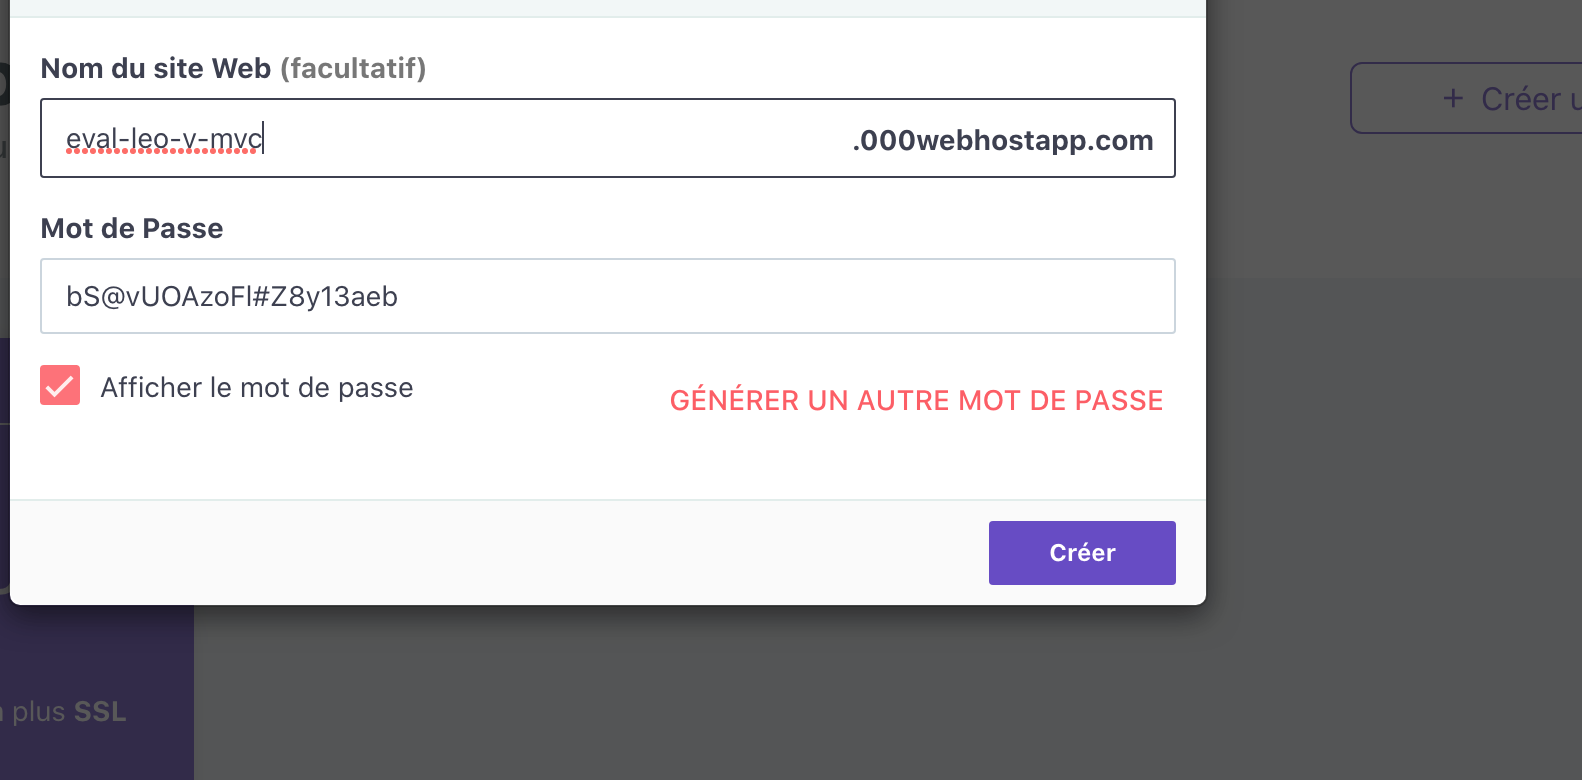 Nom du site Web (facultatif)
eval-leo-v-mvc .000webhostapp.com
Mot de Passe
bS@vUOAzoFl#Z8y13aeb
Afficher le mot de passe
GÉNÉRER UN AUTRE MOT DE PASSE
Créer
+ Créer
plus SSL